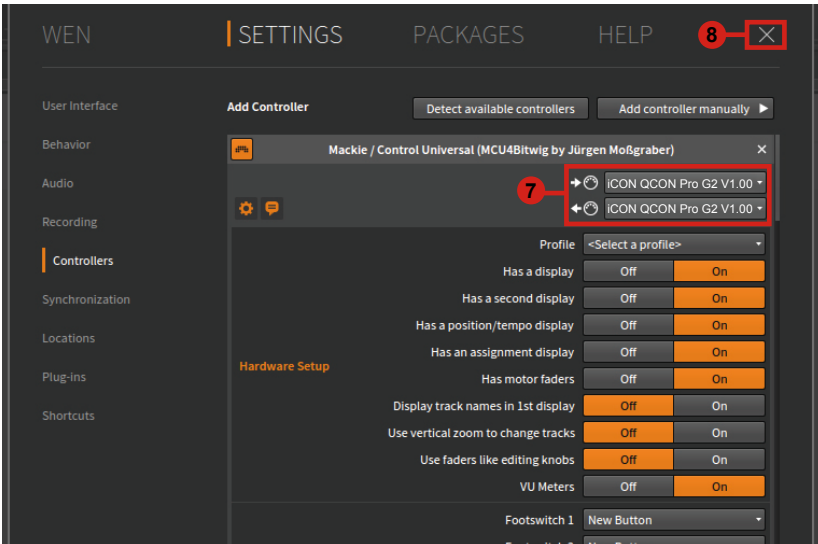 WEN SETTINGS PACKAGES HELP 8
User Interface
Behavior
Audio
Recording
Controllers
Synchronization
Locations
Plug-ins
Shortcuts
Add Controller Detect available controllers Add controller manually
Mackie / Control Universal (MCU4Bitwig by Jürgen Moßgraber)
7
iCON QCON Pro G2 V1.00
iCON QCON Pro G2 V1.00
Hardware Setup
Profile <Select a profile>
Has a display Off On
Has a second display Off On
Has a position/tempo display Off On
Has an assignment display Off On
Has motor faders Off On
Display track names in 1st display Off On
Use vertical zoom to change tracks Off On
Use faders like editing knobs Off On
VU Meters Off On
Footswitch 1 New Button